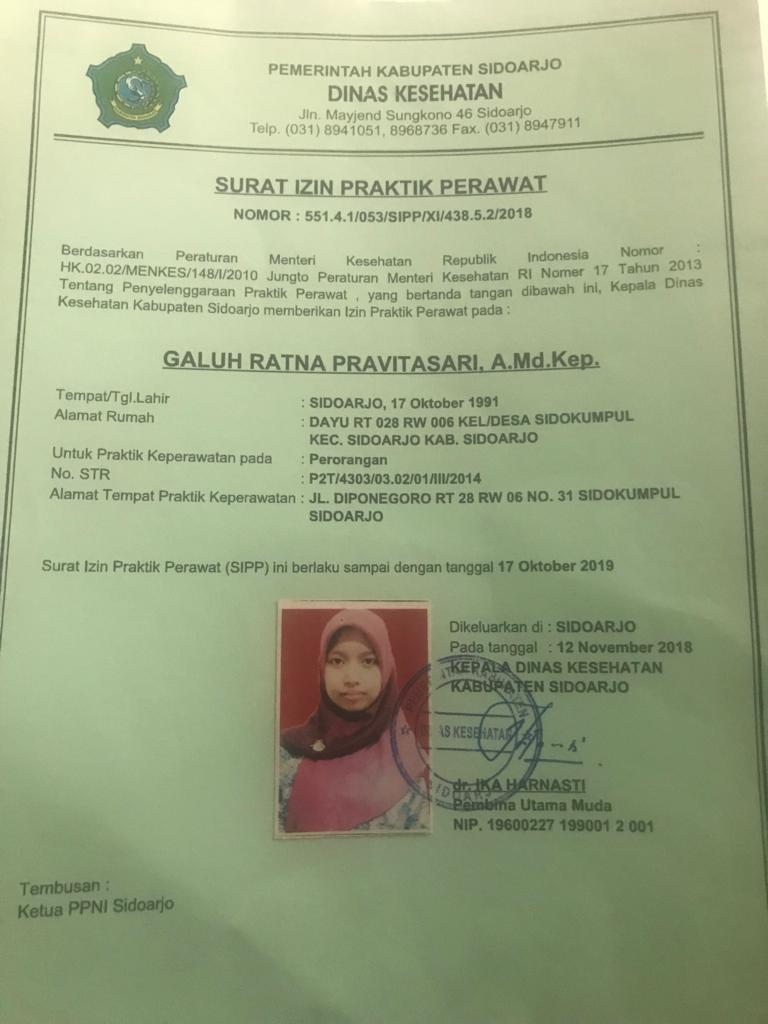 PEMERINTAH KABUPATEN SIDOARJO
DINAS KESEHATAN
Jln. Mayjend Sungkono 46 Sidoarjo
Telp. (031) 8941051, 8968736 Fax. (031) 8947911
SURAT IZIN PRAKTIK PERAWAT
NOMOR : 551.4.1/053/SIPP/XI/438.5.2/2018
Berdasarkan Peraturan Menteri Kesehatan Republik Indonesia Nomor :
HK.02.02/MENKES/148/I/2010 Jungto Peraturan Menteri Kesehatan RI Nomer 17 Tahun 2013
Tentang Penyelenggaraan Praktik Perawat , yang bertanda tangan dibawah ini, Kepala Dinas
Kesehatan Kabupaten Sidoarjo memberikan Izin Praktik Perawat pada :
GALUH RATNA PRAVITASARI, A.Md.Kep.
Tempat/Tgl.Lahir : SIDOARJO, 17 Oktober 1991
Alamat Rumah : DAYU RT 028 RW 006 KEL/DESA SIDOKUMPUL
KEC. SIDOARJO KAB. SIDOARJO
Untuk Praktik Keperawatan pada : Perorangan
No. STR : P2T/4303/03.02/01/III/2014
Alamat Tempat Praktik Keperawatan : JL. DIPONEGORO RT 28 RW 06 NO. 31 SIDOKUMPUL
SIDOARJO
Surat Izin Praktik Perawat (SIPP) ini berlaku sampai dengan tanggal 17 Oktober 2019
Dikeluarkan di : SIDOARJO
Pada tanggal : 12 November 2018
KEPALA DINAS KESEHATAN
KABUPATEN SIDOARJO
dr. IKA HARNASTI
Pembina Utama Muda
NIP. 19600227 199001 2 001
Tembusan :
Ketua PPNI Sidoarjo